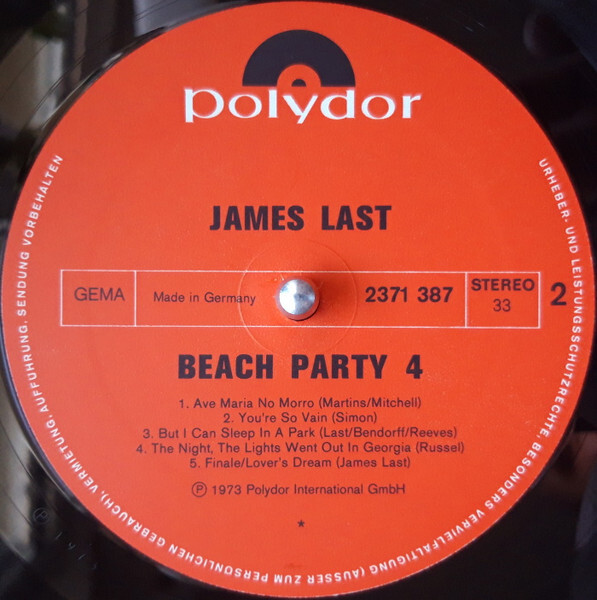 polydor
JAMES LAST
GEMA
Made in Germany
2371 387
STEREO
33
2
BEACH PARTY 4
1. Ave Maria No Morro (Martins/Mitchell)
2. You're So Vain (Simon)
3. But I Can Sleep In A Park (Last/Bendorff/Reeves)
4. The Night, The Lights Went Out In Georgia (Russel)
5. Finale/Lover's Dream (James Last)
Ⓟ 1973 Polydor International GmbH
*
URHEBER- UND LEISTUNGSSCHUTZRECHTE, BESONDERS VERVIELFÄLTIGUNG (AUSSER ZUM PERSÖNLICHEN GEBRAUCH), VERMIETUNG, AUFFÜHRUNG, SENDUNG VORBEHALTEN